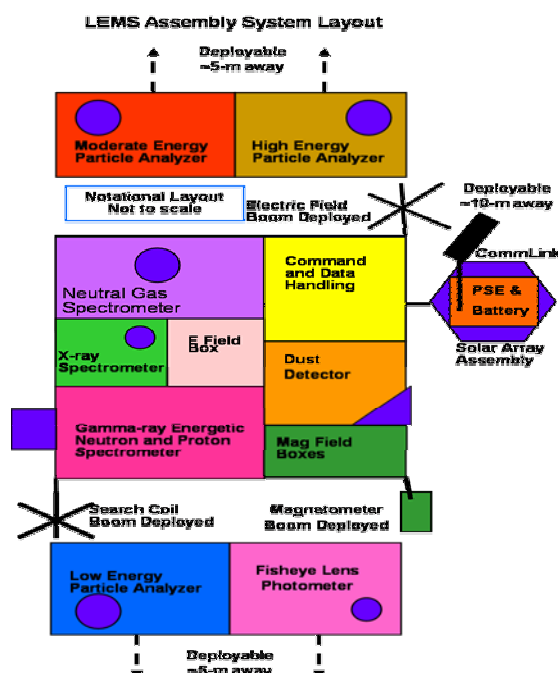 LEMS Assembly System Layout
Deployable
~5-m away
Moderate Energy
Particle Analyzer
High Energy
Particle Analyzer
Notational Layout
Not to scale
Electric Field
Boom Deployed
Deployable
~10-m away
CommLink
PSE &
Battery
Solar Array
Assembly
Neutral Gas
Spectrometer
Command
and Data
Handling
X-ray
Spectrometer
E Field
Box
Dust
Detector
Gamma-ray Energetic
Neutron and Proton
Spectrometer
Mag Field
Boxes
Search Coil
Boom Deployed
Magnatometer
Boom Deployed
Low Energy
Particle Analyzer
Fisheye Lens
Photometer
Deployable
~5-m away